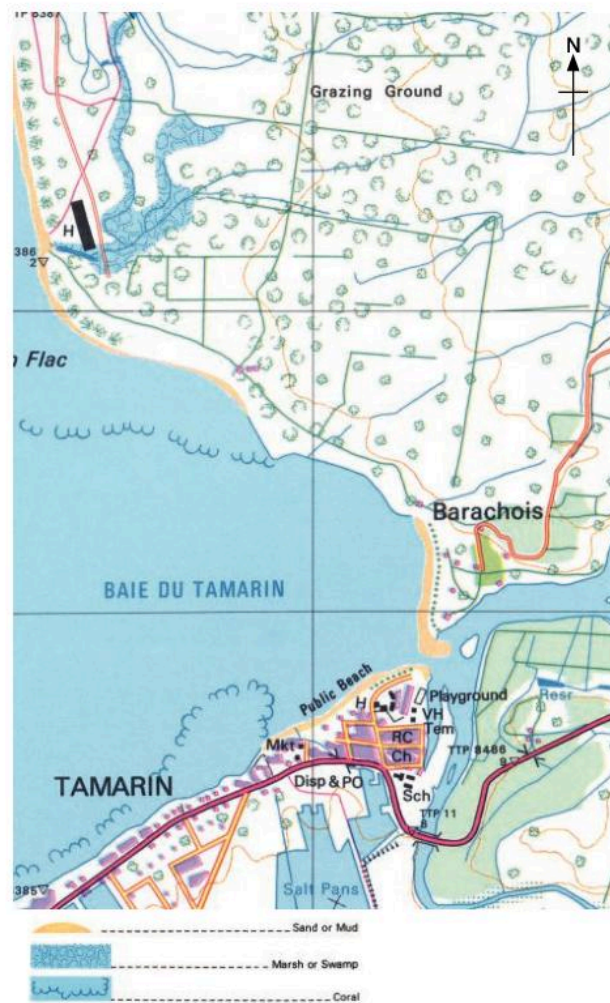 TP 8387
N
Grazing Ground
H
386
2
n Flac
Barachois
BAIE DU TAMARIN
Public Beach
H
Playground
VH
Tem
Resr
Mkt
RC
Ch
TTP 8486
8
TAMARIN
Disp & PO
Sch
TTP 11
8
385
Salt Pans
Sand or Mud
Marsh or Swamp
Coral